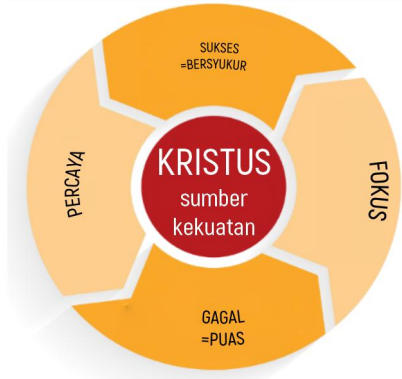 SUKSES
=BERSYUKUR
PERCAYA
KRISTUS
sumber
kekuatan
FOKUS
GAGAL
=PUAS